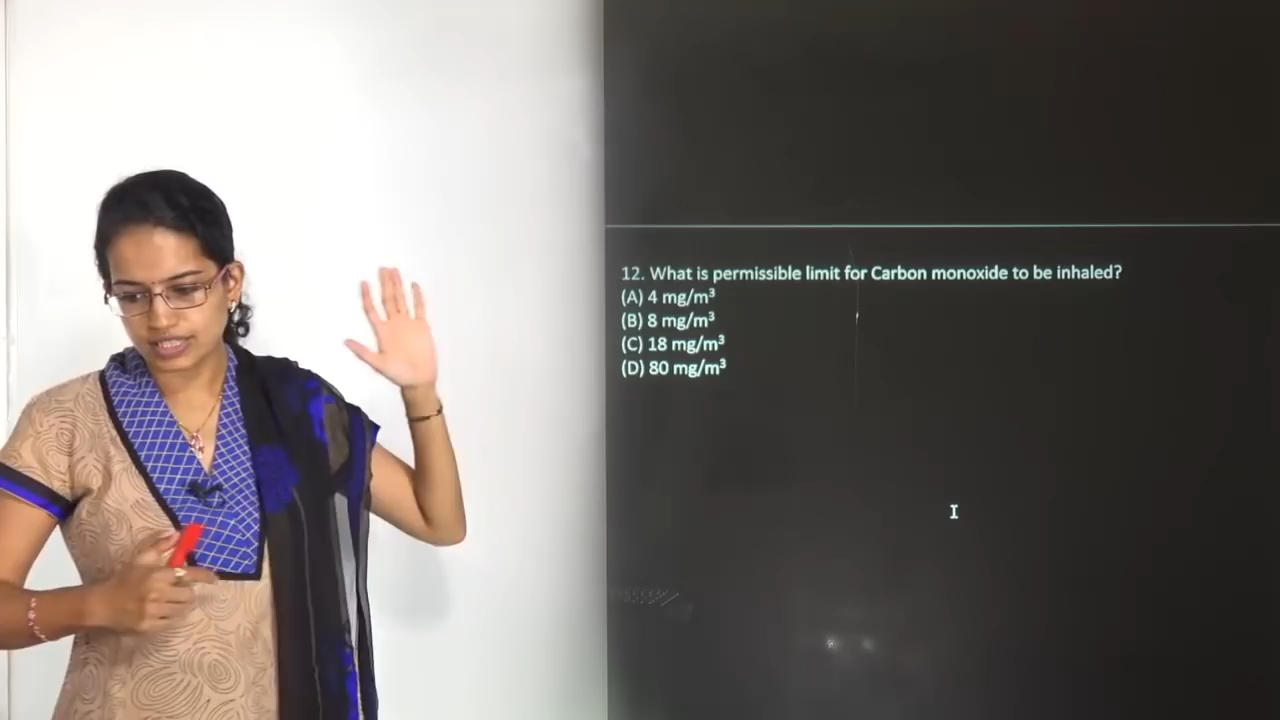 12. What is permissible limit for Carbon monoxide to be inhaled?
(A) 4 mg/m³
(B) 8 mg/m³
(C) 18 mg/m³
(D) 80 mg/m³